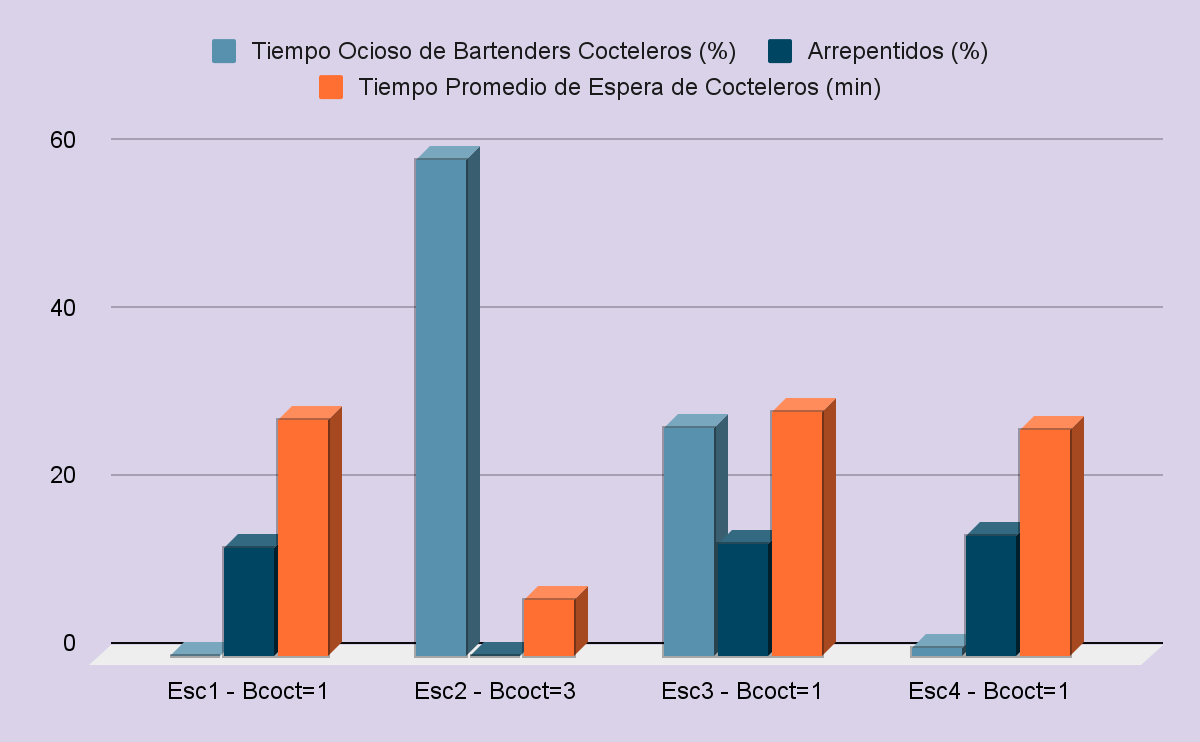 Tiempo Ocioso de Bartenders Cocteleros (%) Arrepentidos (%)
Tiempo Promedio de Espera de Cocteleros (min)
60
40
20
0
Esc1 - Bcoct=1 Esc2 - Bcoct=3 Esc3 - Bcoct=1 Esc4 - Bcoct=1